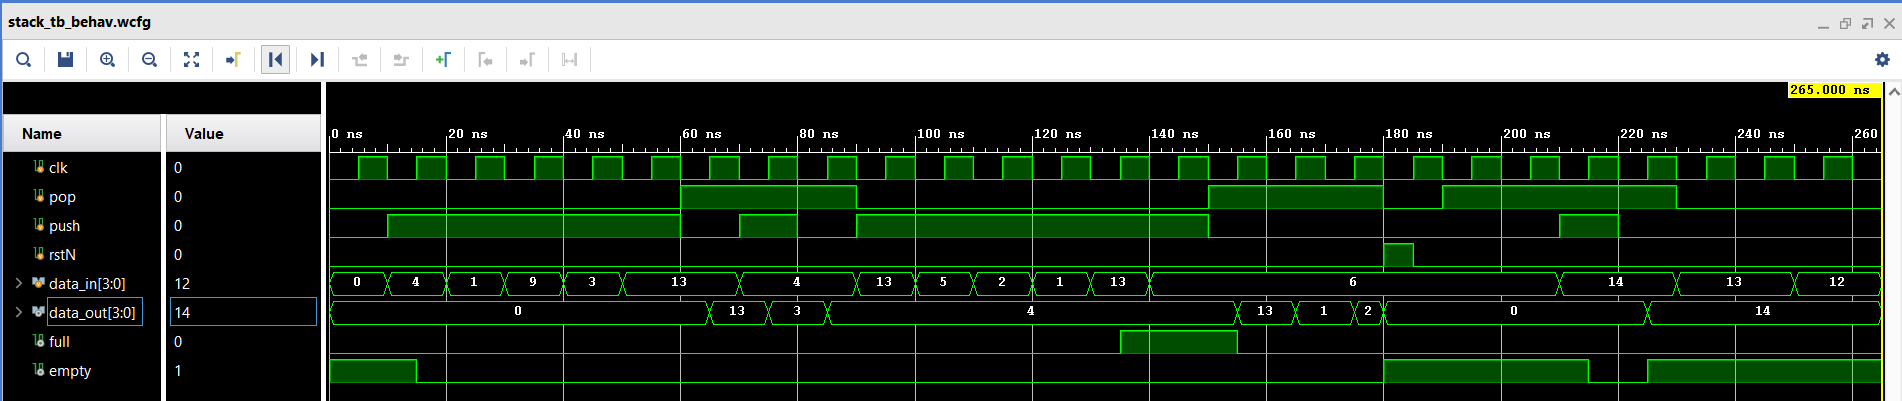 stack_tb_behav.wcfg
265.000 ns
Name Value
0 ns 20 ns 40 ns 60 ns 80 ns 100 ns 120 ns 140 ns 160 ns 180 ns 200 ns 220 ns 240 ns 260
clk 0
pop 0
push 0
rstN 0
data_in[3:0] 12 0 4 1 9 3 13 4 13 5 2 1 13 6 14 13 12
data_out[3:0] 14 0 13 3 4 13 1 2 0 14
full 0
empty 1